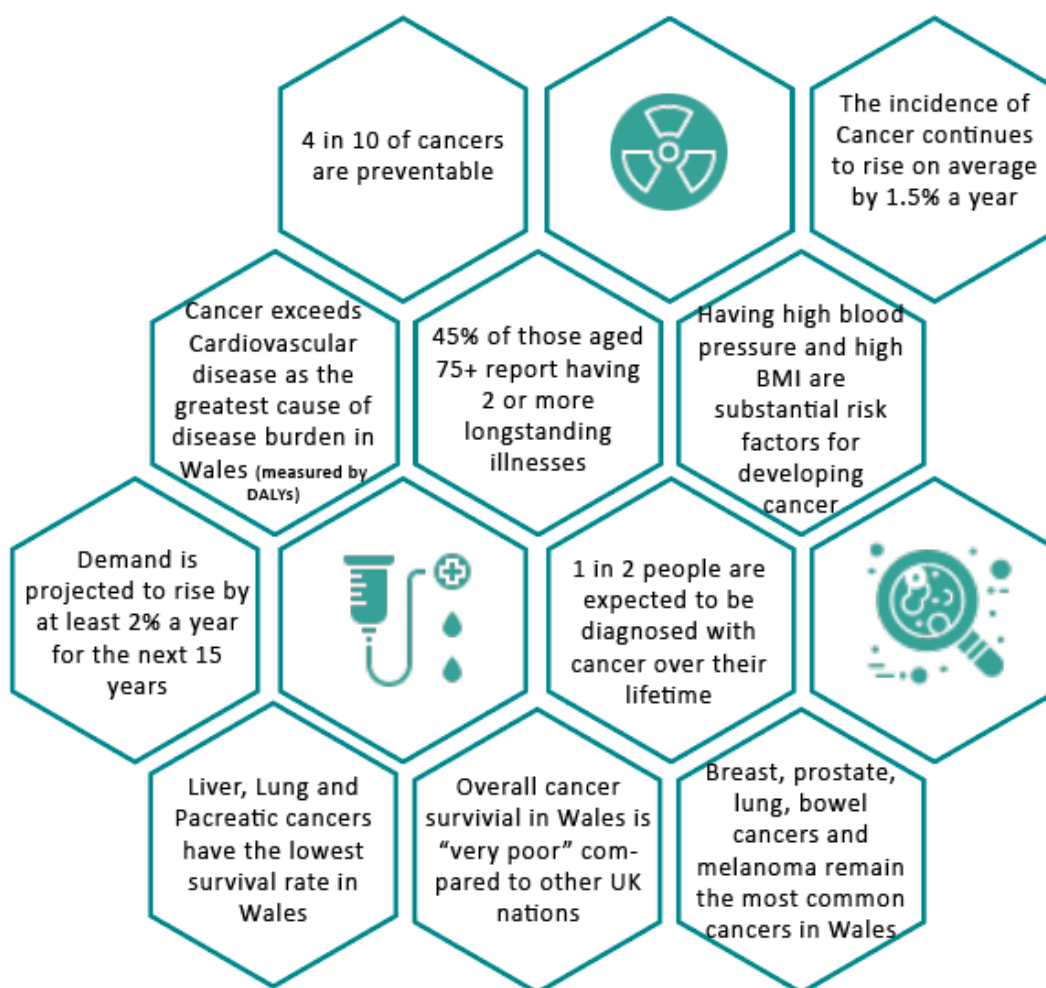 4 in 10 of cancers
are preventable
The incidence of
Cancer continues
to rise on average
by 1.5% a year
Cancer exceeds
Cardiovascular
disease as the
greatest cause of
disease burden in
Wales (measured by
DALYs)
45% of those aged
75+ report having
2 or more
longstanding
illnesses
Having high blood
pressure and high
BMI are
substantial risk
factors for
developing
cancer
Demand is
projected to rise by
at least 2% a year
for the next 15
years
1 in 2 people are
expected to be
diagnosed with
cancer over their
lifetime
Liver, Lung and
Pacreatic cancers
have the lowest
survival rate in
Wales
Overall cancer
survivial in Wales is
“very poor” com-
pared to other UK
nations
Breast, prostate,
lung, bowel
cancers and
melanoma remain
the most common
cancers in Wales